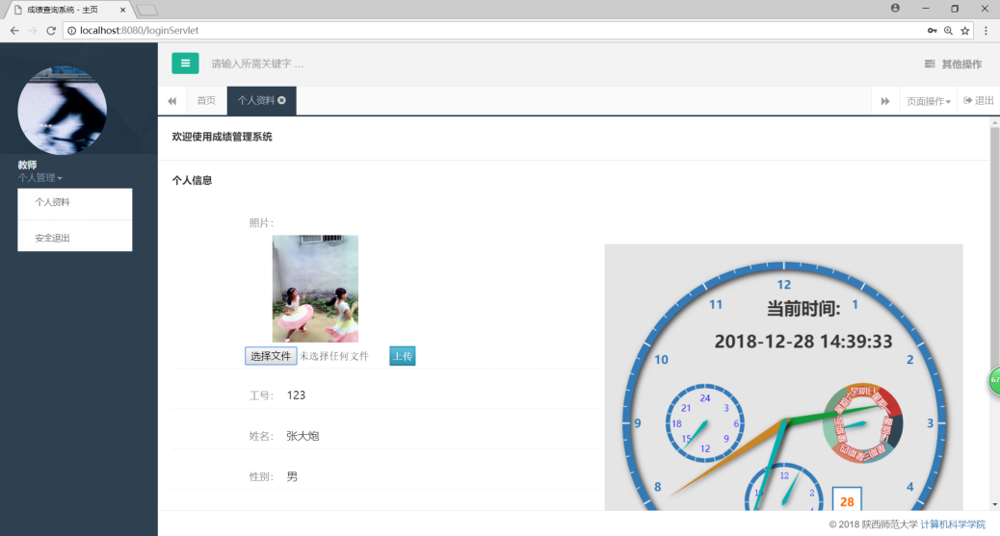 成绩查询系统 - 主页
localhost:8080/loginServlet
请输入所需关键字 ...
其他操作
首页
个人资料
页面操作
退出
教师
个人管理
个人资料
安全退出
欢迎使用成绩管理系统
个人信息
照片：
选择文件 未选择任何文件
上传
工号： 123
姓名： 张大炮
性别： 男
12
11
1
当前时间:
2018-12-28 14:39:33
10
2
24
21
3
18
6
15
9
12
9
3
8
4
12
2
28
67
© 2018 陕西师范大学 计算机科学学院